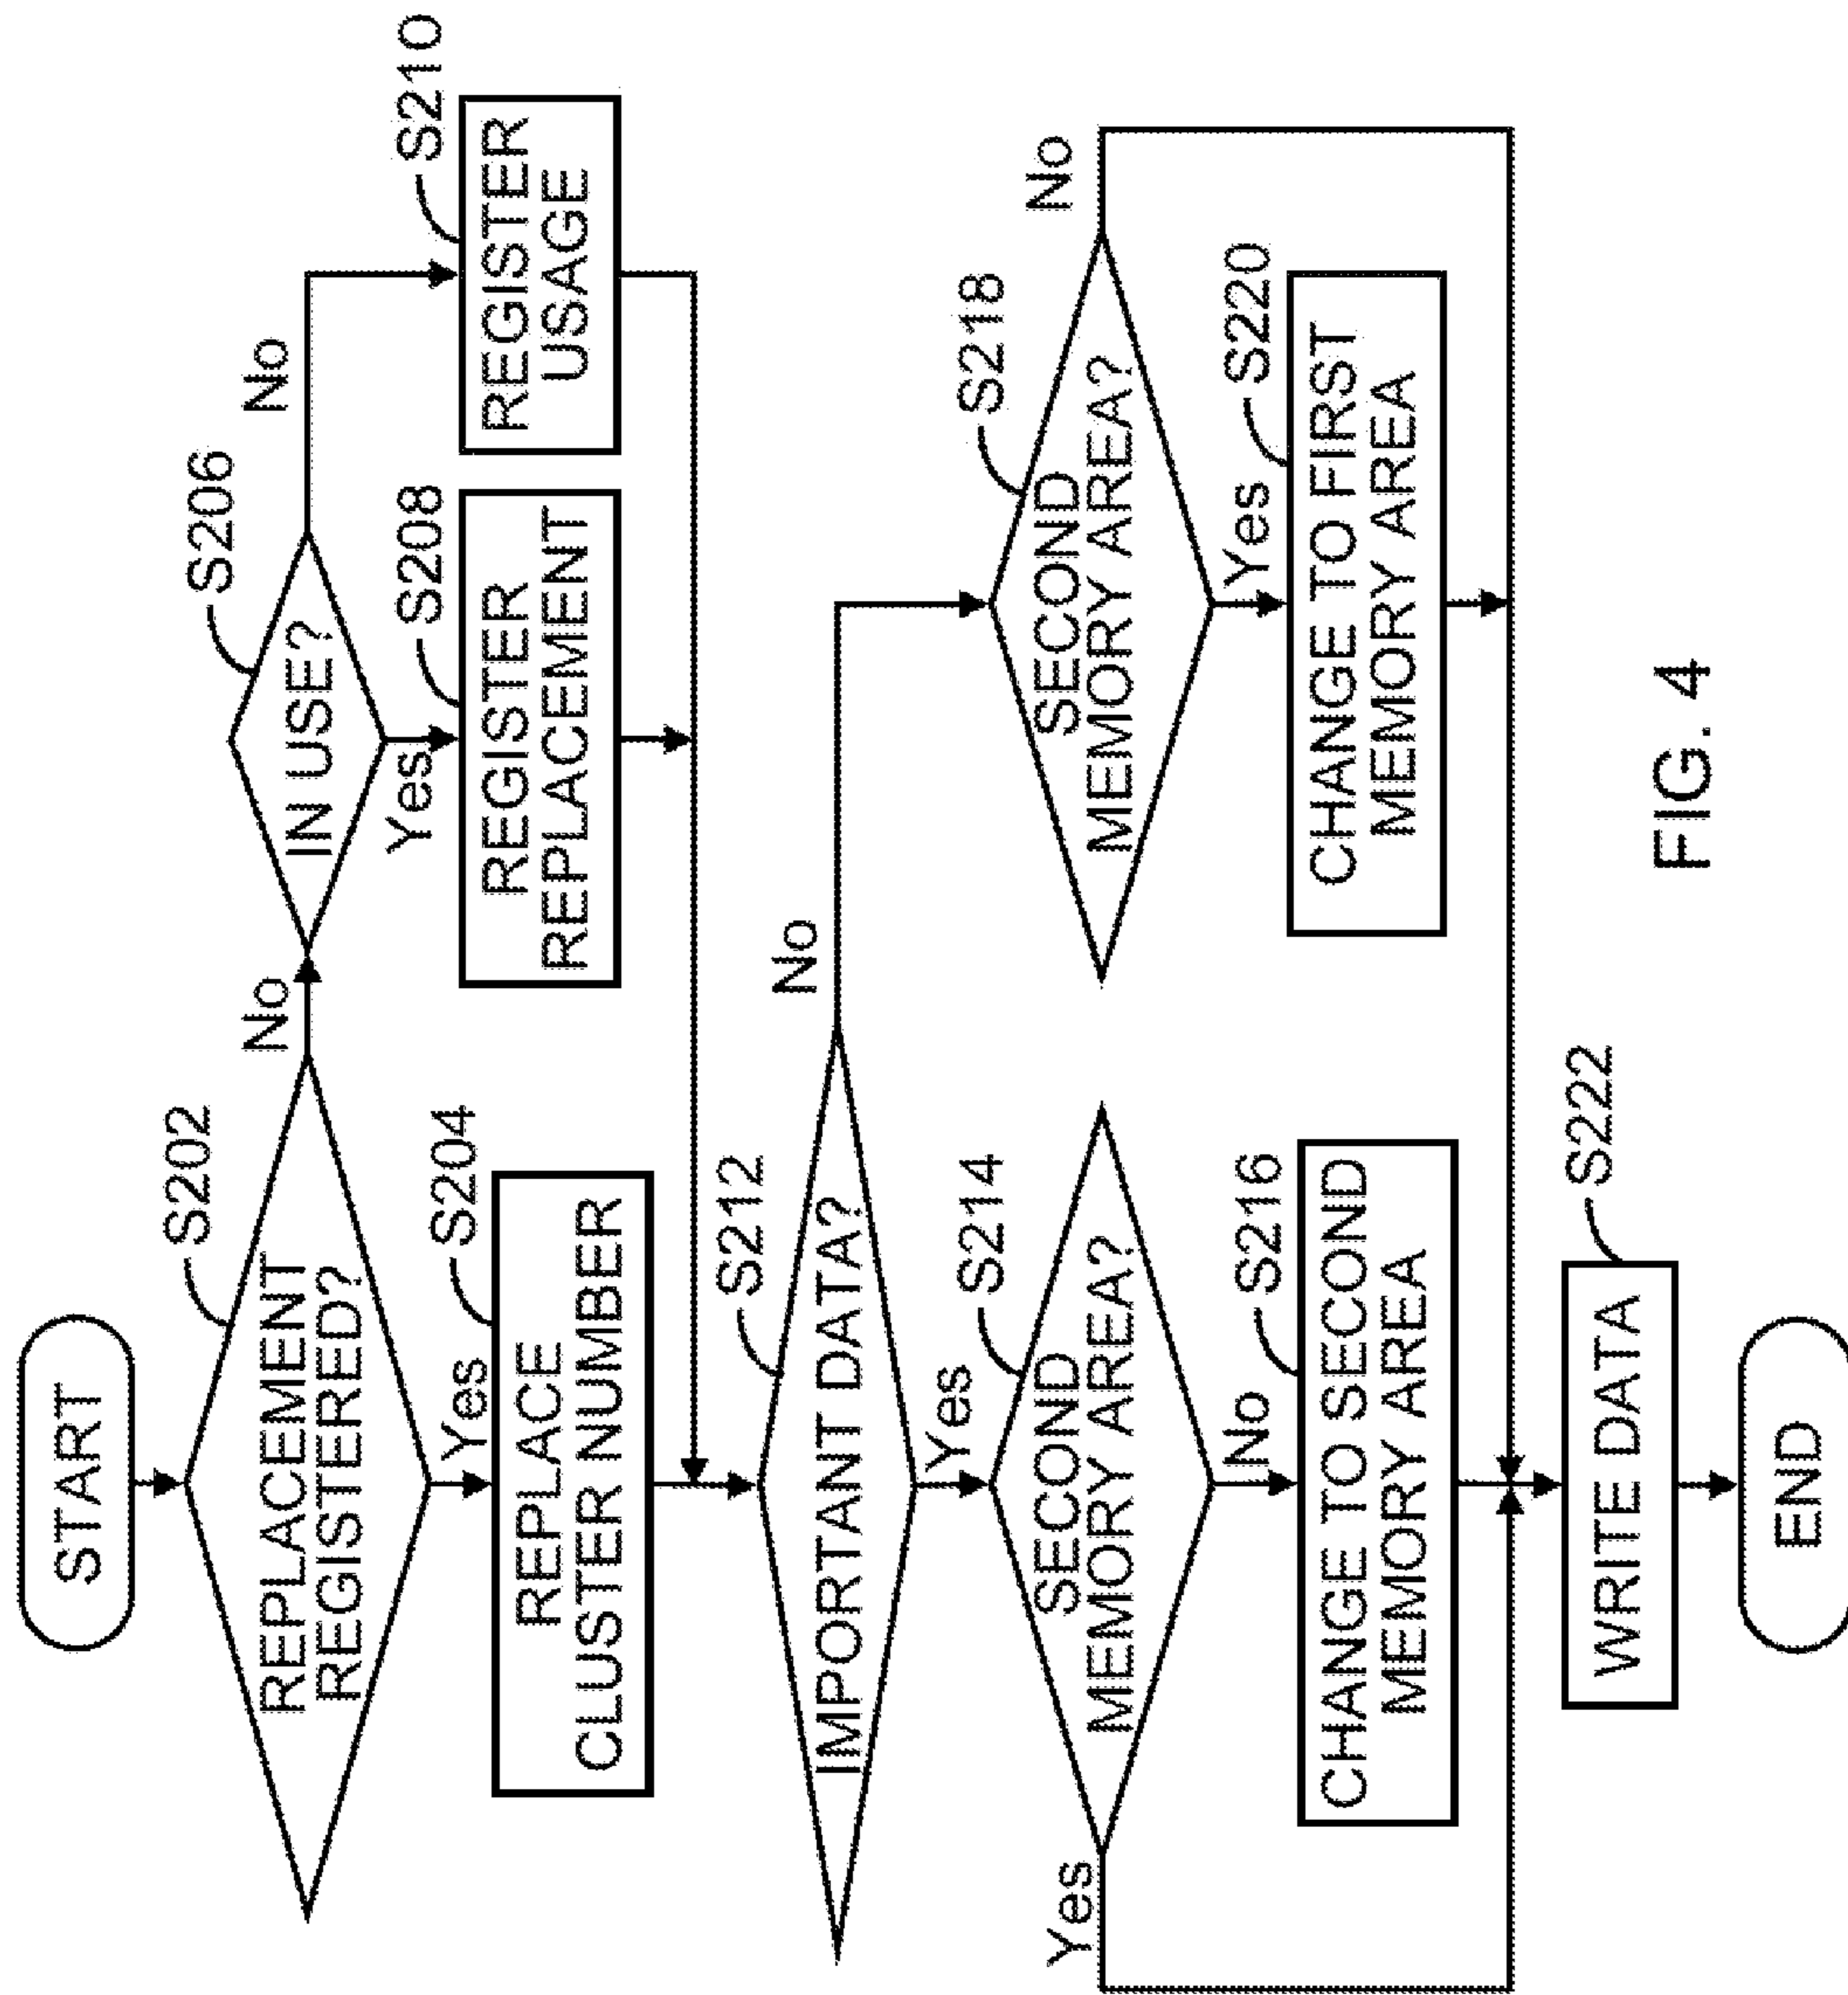 START
S202
REPLACEMENT
REGISTERED?
No
S206
IN USE?
No
Yes
S204
REPLACE
CLUSTER NUMBER
Yes
S208
REGISTER
REPLACEMENT
S210
REGISTER
USAGE
S212
IMPORTANT DATA?
No
Yes
S214
SECOND
MEMORY AREA?
Yes
No
S218
SECOND
MEMORY AREA?
No
Yes
S216
CHANGE TO SECOND
MEMORY AREA
S220
CHANGE TO FIRST
MEMORY AREA
S222
WRITE DATA
END
FIG. 4